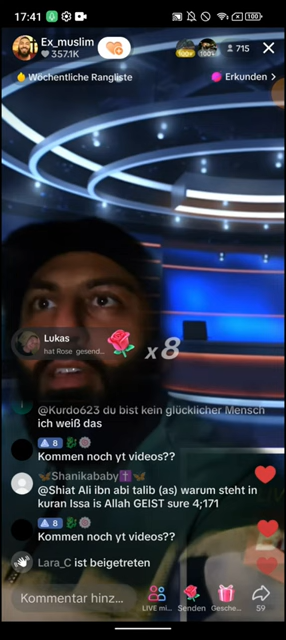 17:41
100
Ex_muslim
357.1K
715
Wöchentliche Rangliste
Erkunden >
Lukas
hat Rose gesend...
x8
@Kurdo623 du bist kein glücklicher Mensch
ich weiß das
8
Kommen noch yt videos??
Shanikababy
@Shiat Ali ibn abi talib (as) warum steht in
kuran Issa is Allah GEIST sure 4;171
8
Kommen noch yt videos??
Lara_C ist beigetreten
Kommentar hinz...
LIVE mi...
Senden
Gesche...
59